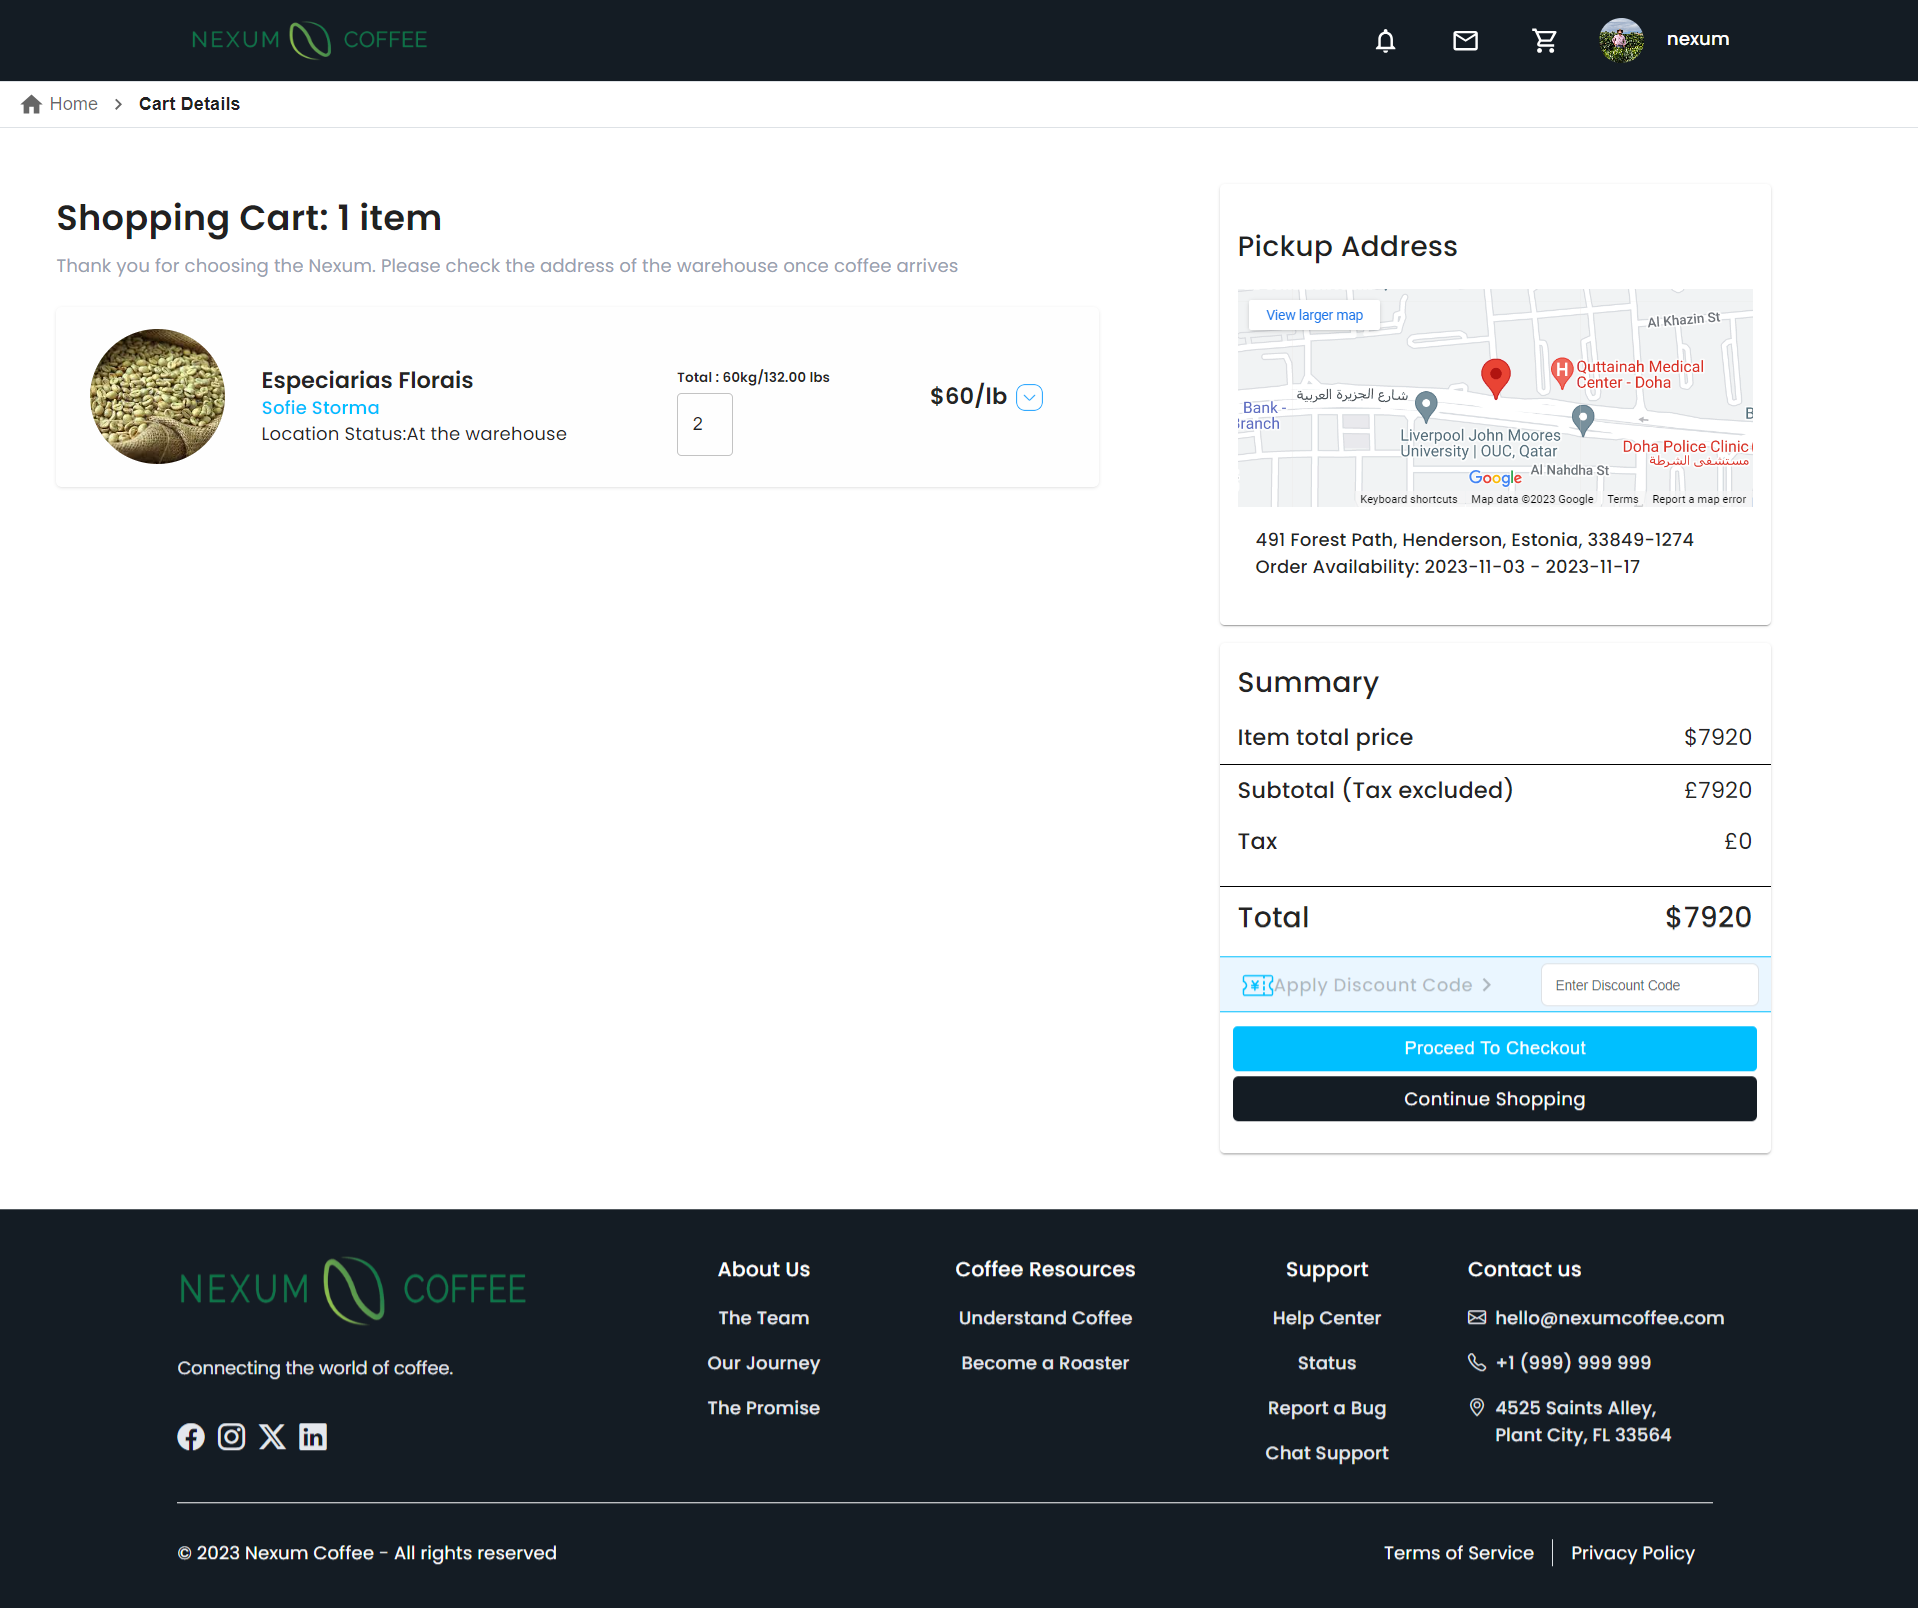 NEXUM COFFEE
nexum
Home > Cart Details
Shopping Cart: 1 item
Thank you for choosing the Nexum. Please check the address of the warehouse once coffee arrives
Especiarias Florais
Sofie Storma
Location Status:At the warehouse
Total : 60kg/132.00 lbs
2
$60/lb
Pickup Address
View larger map
Al Khazin St
Quttainah Medical
Center - Doha
شارع الجزيرة العربية
Bank -
Branch
B
Liverpool John Moores
University | OUC, Qatar
Doha Police Clinic
مستشفى الشرطة
Al Nahdha St
Google
Keyboard shortcuts Map data ©2023 Google Terms Report a map error
491 Forest Path, Henderson, Estonia, 33849-1274
Order Availability: 2023-11-03 - 2023-11-17
Summary
Item total price $7920
Subtotal (Tax excluded) £7920
Tax £0
Total $7920
Apply Discount Code > Enter Discount Code
Proceed To Checkout
Continue Shopping
NEXUM COFFEE
Connecting the world of coffee.
About Us
The Team
Our Journey
The Promise
Coffee Resources
Understand Coffee
Become a Roaster
Support
Help Center
Status
Report a Bug
Chat Support
Contact us
hello@nexumcoffee.com
+1 (999) 999 999
4525 Saints Alley,
Plant City, FL 33564
© 2023 Nexum Coffee - All rights reserved
Terms of Service | Privacy Policy